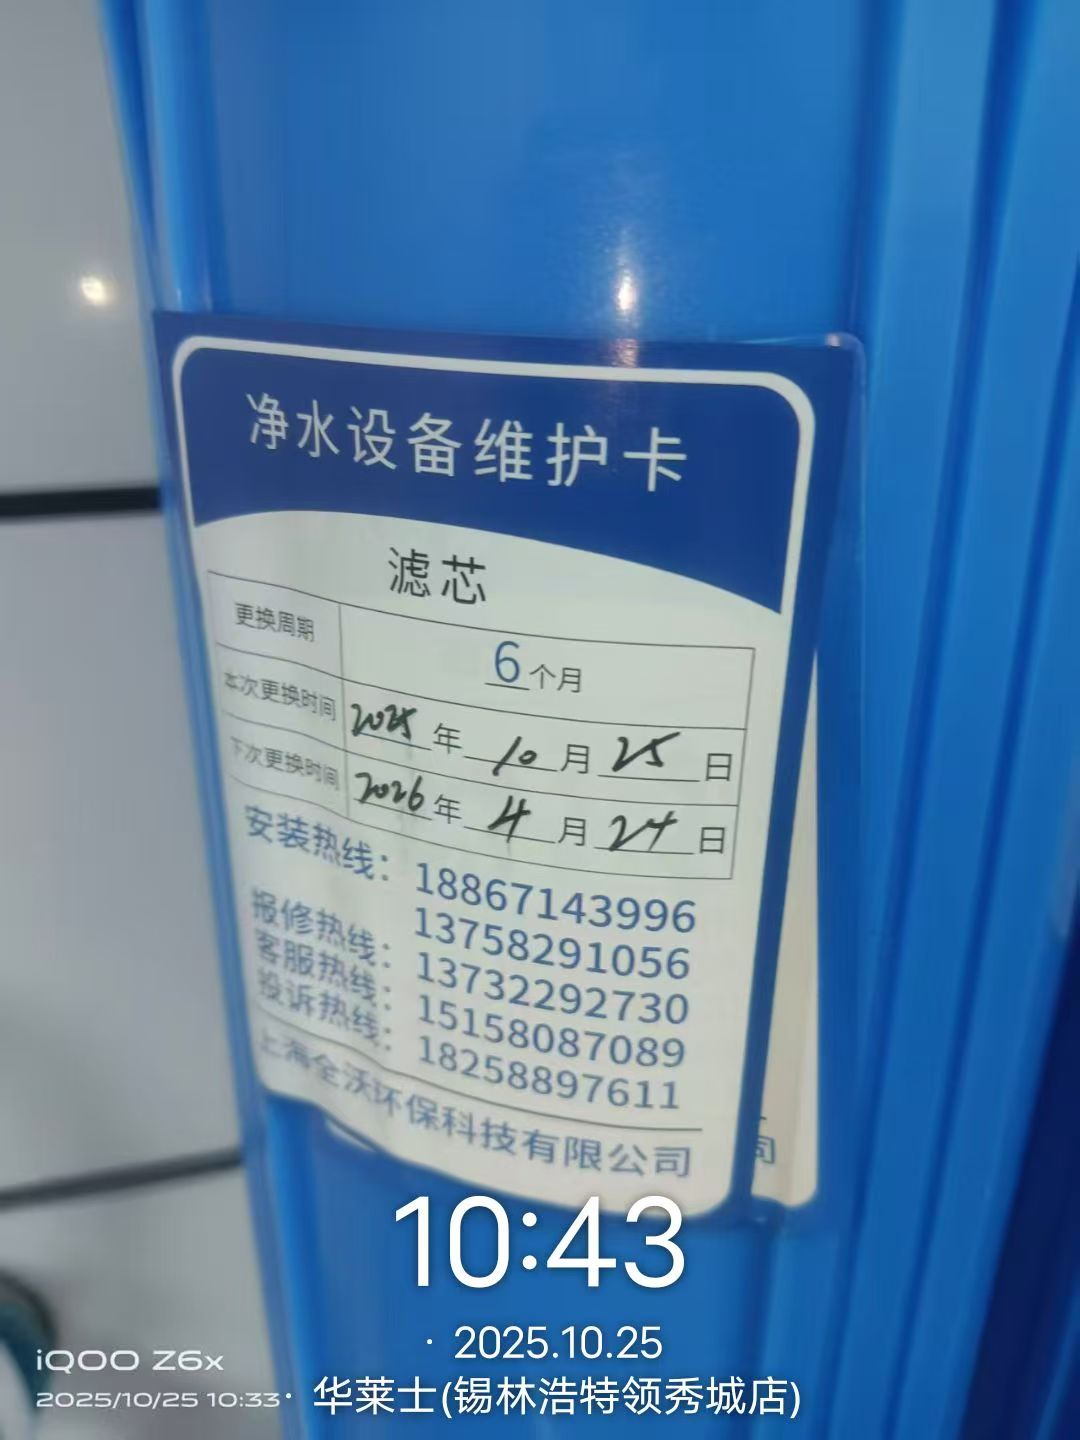 净水设备维护卡
滤芯
更换周期 6个月
本次更换时间 2025年10月25日
下次更换时间 2026年4月24日
安装热线: 18867143996
13758291056
报修热线: 13732292730
客服热线: 15158087089
投诉热线: 18258897611
上海全沃环保科技有限公司
司
10:43
· 2025.10.25
iQOO Z6x
2025/10/25 10:33
· 华莱士(锡林浩特领秀城店)